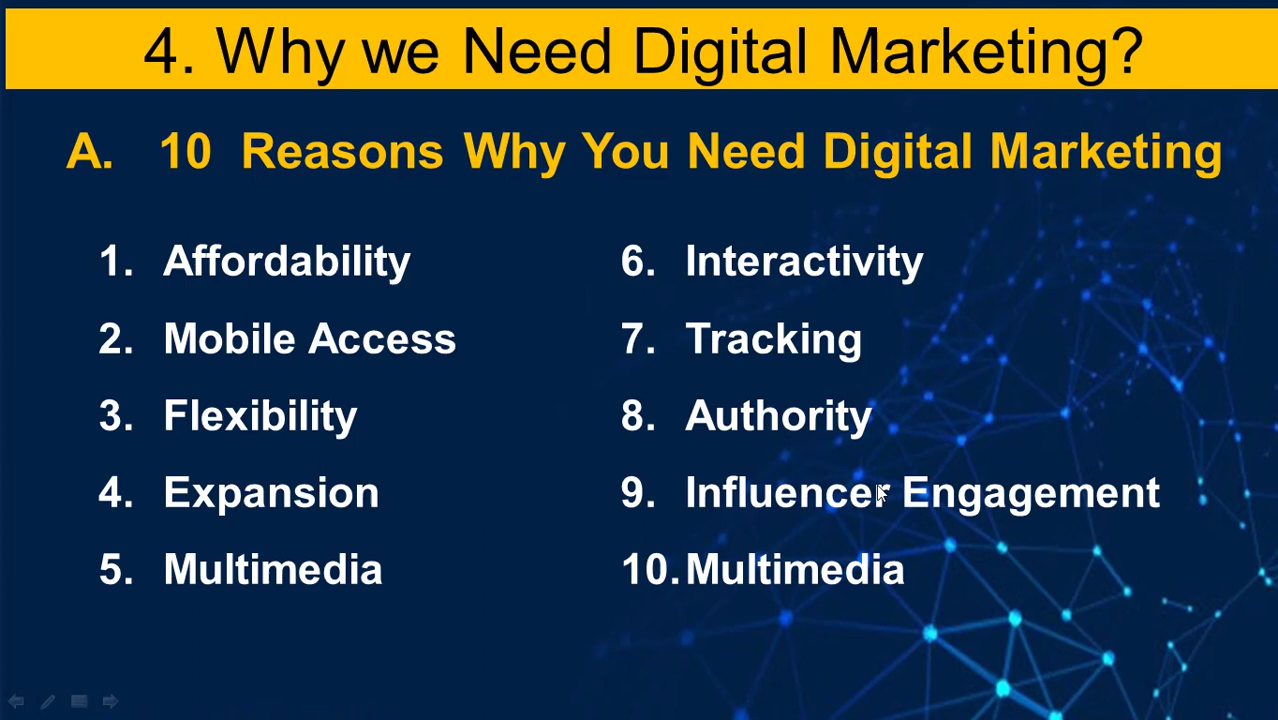 4. Why we Need Digital Marketing?
A. 10 Reasons Why You Need Digital Marketing
1. Affordability
2. Mobile Access
3. Flexibility
4. Expansion
5. Multimedia
6. Interactivity
7. Tracking
8. Authority
9. Influencer Engagement
10. Multimedia